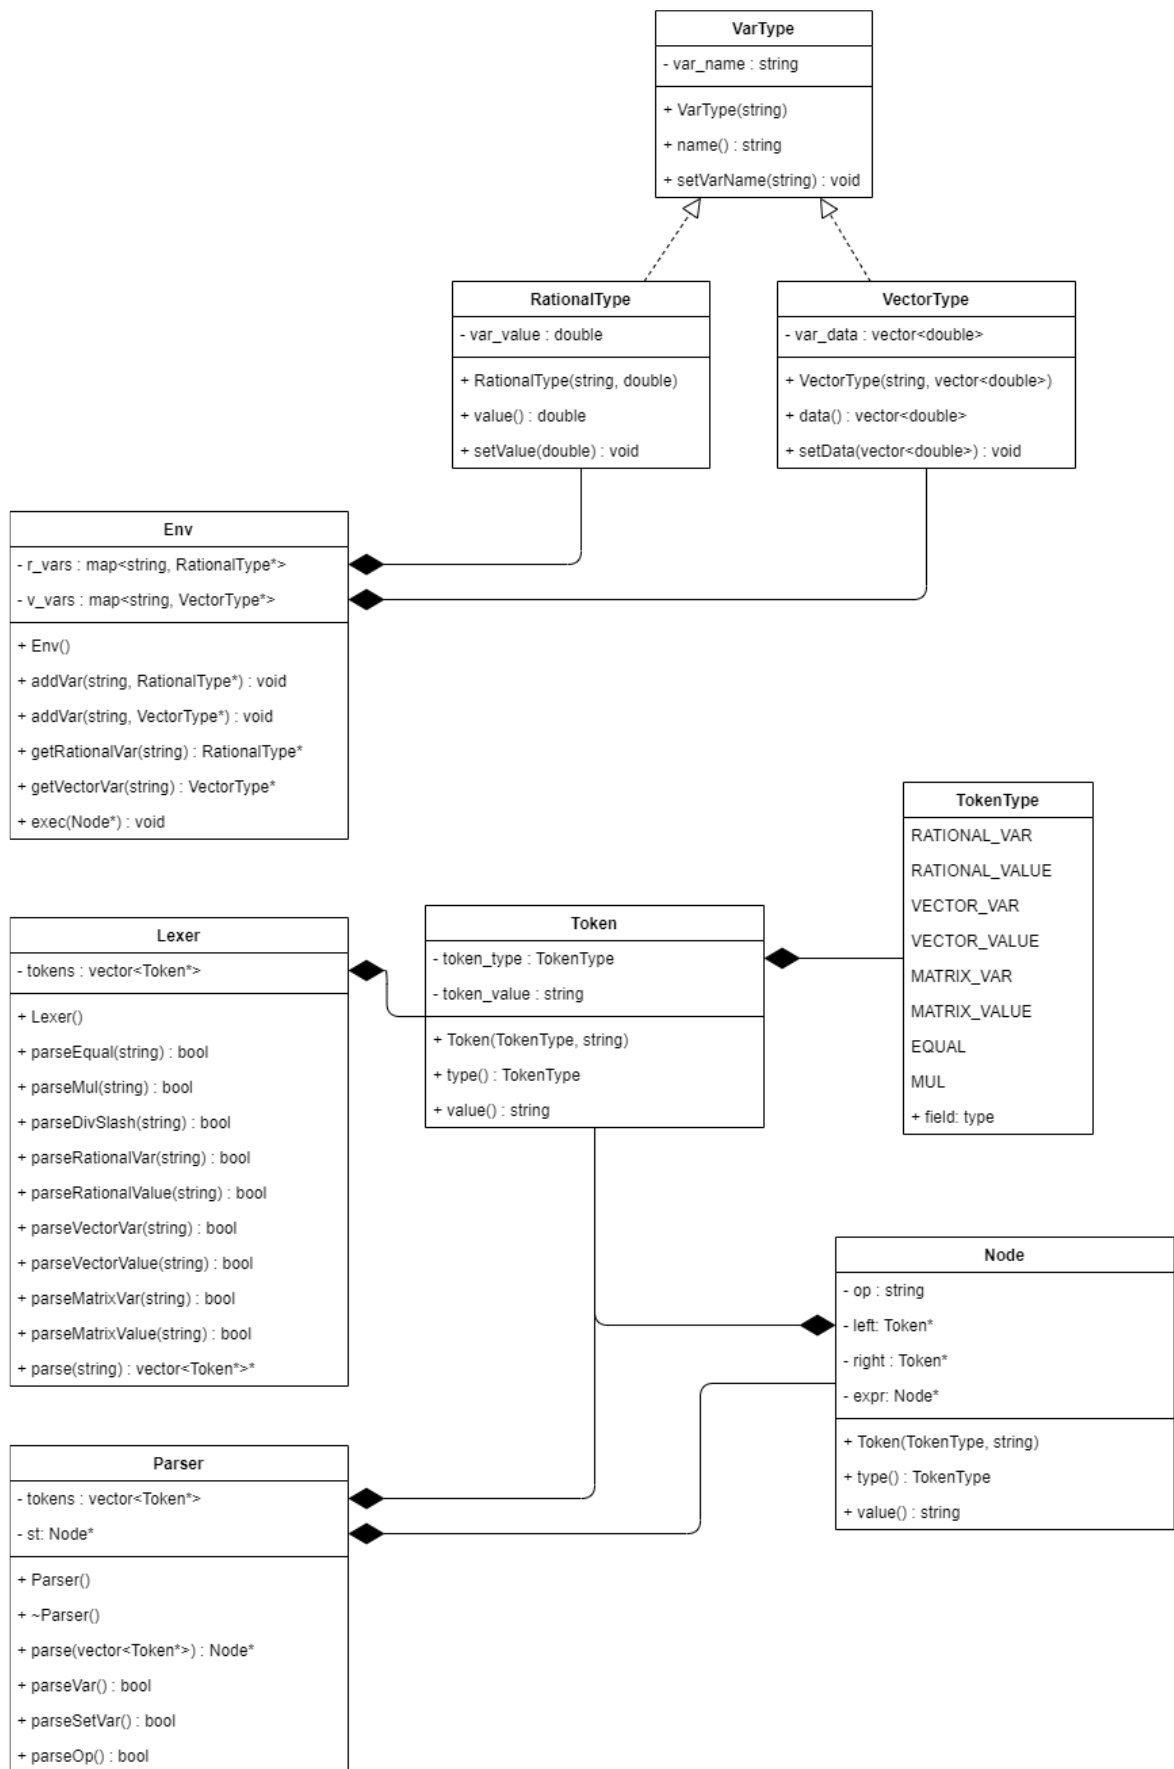 VarType
- var_name : string
+ VarType(string)
+ name() : string
+ setVarName(string) : void
RationalType
- var_value : double
+ RationalType(string, double)
+ value() : double
+ setValue(double) : void
VectorType
- var_data : vector<double>
+ VectorType(string, vector<double>)
+ data() : vector<double>
+ setData(vector<double>) : void
Env
- r_vars : map<string, RationalType*>
- v_vars : map<string, VectorType*>
+ Env()
+ addVar(string, RationalType*) : void
+ addVar(string, VectorType*) : void
+ getRationalVar(string) : RationalType*
+ getVectorVar(string) : VectorType*
+ exec(Node*) : void
TokenType
RATIONAL_VAR
RATIONAL_VALUE
VECTOR_VAR
VECTOR_VALUE
MATRIX_VAR
MATRIX_VALUE
EQUAL
MUL
+ field: type
Lexer
- tokens : vector<Token*>
+ Lexer()
+ parseEqual(string) : bool
+ parseMul(string) : bool
+ parseDivSlash(string) : bool
+ parseRationalVar(string) : bool
+ parseRationalValue(string) : bool
+ parseVectorVar(string) : bool
+ parseVectorValue(string) : bool
+ parseMatrixVar(string) : bool
+ parseMatrixValue(string) : bool
+ parse(string) : vector<Token*>*
Token
- token_type : TokenType
- token_value : string
+ Token(TokenType, string)
+ type() : TokenType
+ value() : string
Node
- op : string
- left: Token*
- right : Token*
- expr: Node*
+ Token(TokenType, string)
+ type() : TokenType
+ value() : string
Parser
- tokens : vector<Token*>
- st: Node*
+ Parser()
+ ~Parser()
+ parse(vector<Token*>) : Node*
+ parseVar() : bool
+ parseSetVar() : bool
+ parseOp() : bool